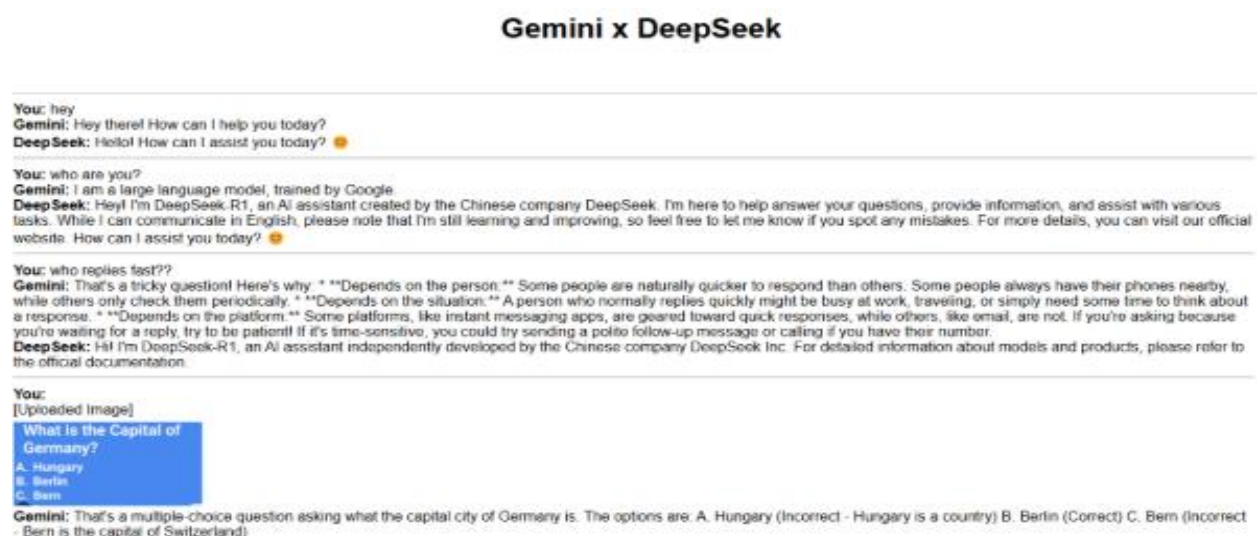 Gemini x DeepSeek
You: hey
Gemini: Hey there! How can I help you today?
DeepSeek: Hello! How can I assist you today? 😊
You: who are you?
Gemini: I am a large language model, trained by Google.
DeepSeek: Hey! I'm DeepSeek-R1, an AI assistant created by the Chinese company DeepSeek. I'm here to help answer your questions, provide information, and assist with various
tasks. While I can communicate in English, please note that I'm still learning and improving, so feel free to let me know if you spot any mistakes. For more details, you can visit our official
website. How can I assist you today? 😊
You: who replies fast??
Gemini: That's a tricky question! Here's why: * **Depends on the person:** Some people are naturally quicker to respond than others. Some people always have their phones nearby,
while others only check them periodically. * **Depends on the situation:** A person who normally replies quickly might be busy at work, traveling, or simply need some time to think about
a response. * **Depends on the platform:** Some platforms, like instant messaging apps, are geared toward quick responses, while others, like email, are not. If you're asking because
you're waiting for a reply, try to be patient! If it's time-sensitive, you could try sending a polite follow-up message or calling if you have their number.
DeepSeek: Hi! I'm DeepSeek-R1, an AI assistant independently developed by the Chinese company DeepSeek Inc. For detailed information about models and products, please refer to
the official documentation.
You:
[Uploaded Image]
What is the Capital of
Germany?
A. Hungary
B. Berlin
C. Bern
Gemini: That's a multiple-choice question asking what the capital city of Germany is. The options are: A. Hungary (Incorrect - Hungary is a country) B. Berlin (Correct) C. Bern (Incorrect
- Bern is the capital of Switzerland)